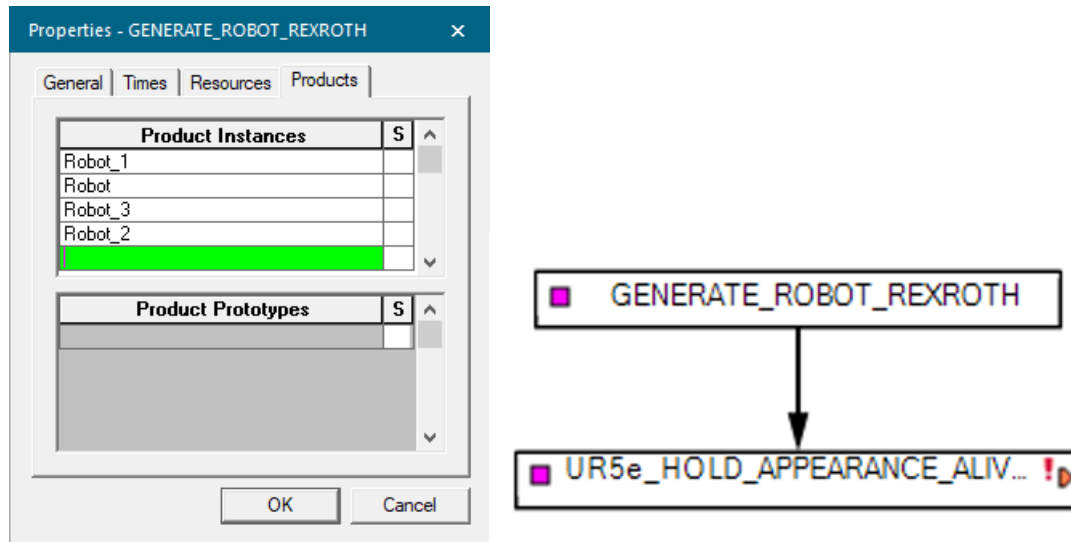 Properties - GENERATE_ROBOT_REXROTH
General Times Resources Products
Product Instances S
Robot_1
Robot
Robot_3
Robot_2
Product Prototypes S
OK Cancel
GENERATE_ROBOT_REXROTH
UR5e_HOLD_APPEARANCE_ALIV... !